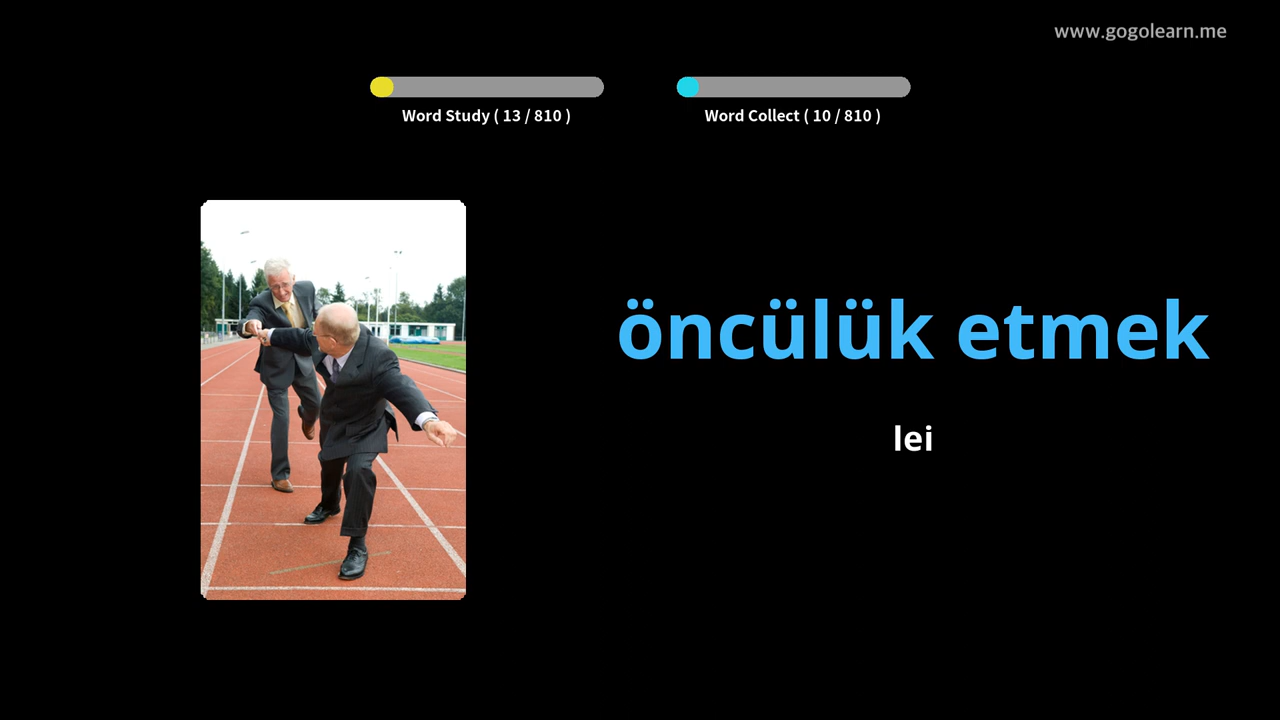 www.gogolearn.me
Word Study ( 13 / 810 )
Word Collect ( 10 / 810 )
öncülük etmek
lei